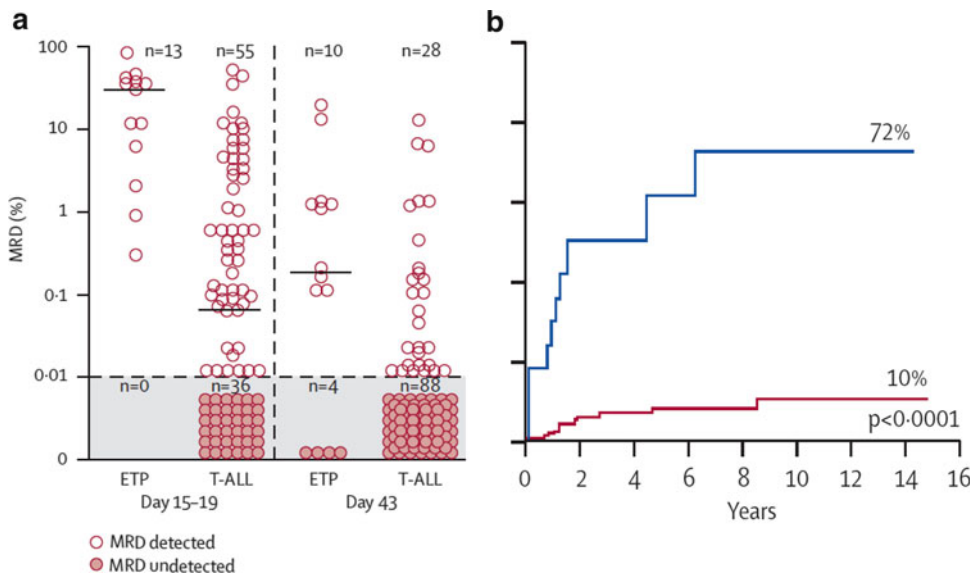 a
100
10
1
0·1
0·01
0
MRD (%)
n=13
n=55
n=10
n=28
n=0
n=36
n=4
n=88
ETP
T-ALL
ETP
T-ALL
Day 15–19
Day 43
MRD detected
MRD undetected
b
72%
10%
p<0·0001
0 2 4 6 8 10 12 14 16
Years